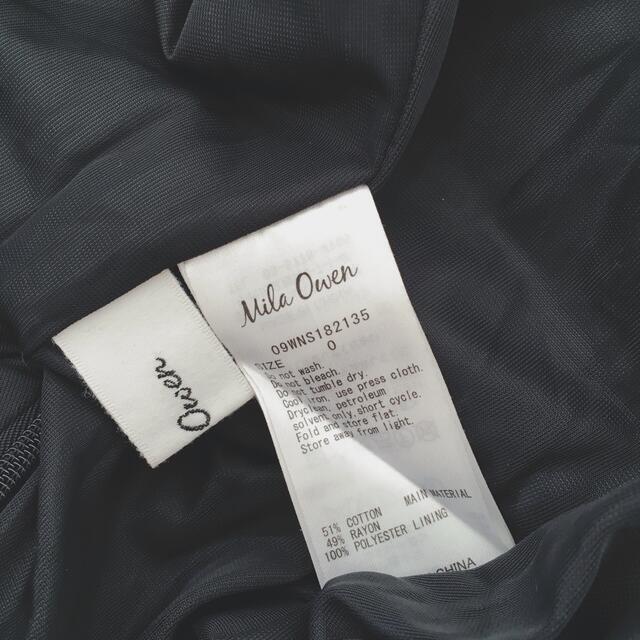 Mila Owen
09WNS182135
SIZE 0
Do not wash.
Do not bleach.
Do not tumble dry.
Iron, use press cloth.
Dryclean, petroleum
solvent only, short cycle.
Fold and store flat.
Store away from light.
51% COTTON MAIN MATERIAL
49% RAYON
100% POLYESTER LINING
CHINA
Owen